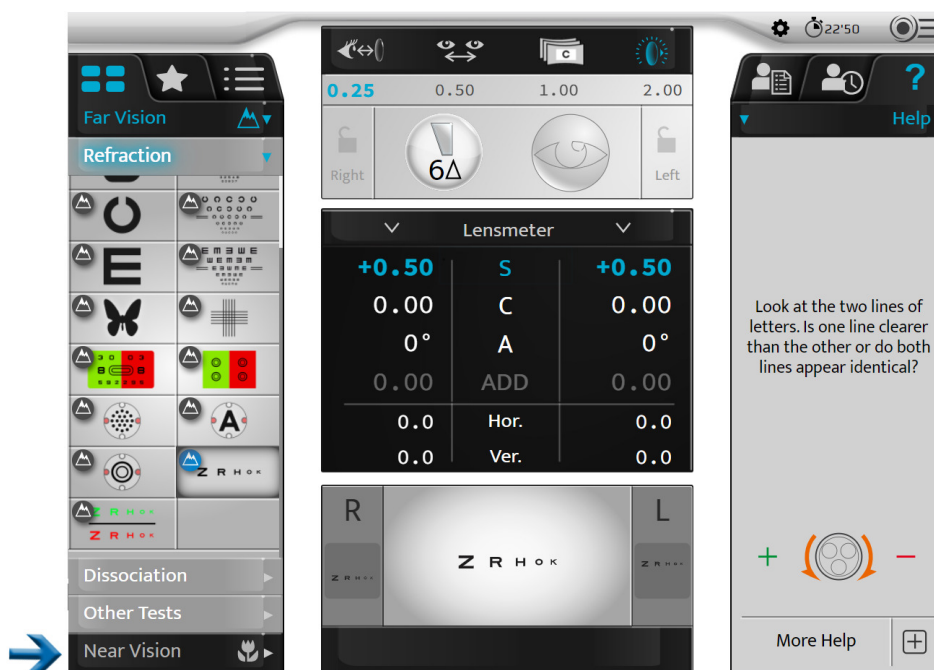 22'50
0.25 0.50 1.00 2.00
Far Vision
Help
Refraction
Right
6Δ
Left
Lensmeter
+0.50 S +0.50
0.00 C 0.00
0° A 0°
0.00 ADD 0.00
0.0 Hor. 0.0
0.0 Ver. 0.0
Look at the two lines of
letters. Is one line clearer
than the other or do both
lines appear identical?
C
E
A
Z R H O K
Z R H O K
Z R H O K
R L
Z R H O K
Z R H O K
Z R H O K
Dissociation
Other Tests
Near Vision
+ −
More Help